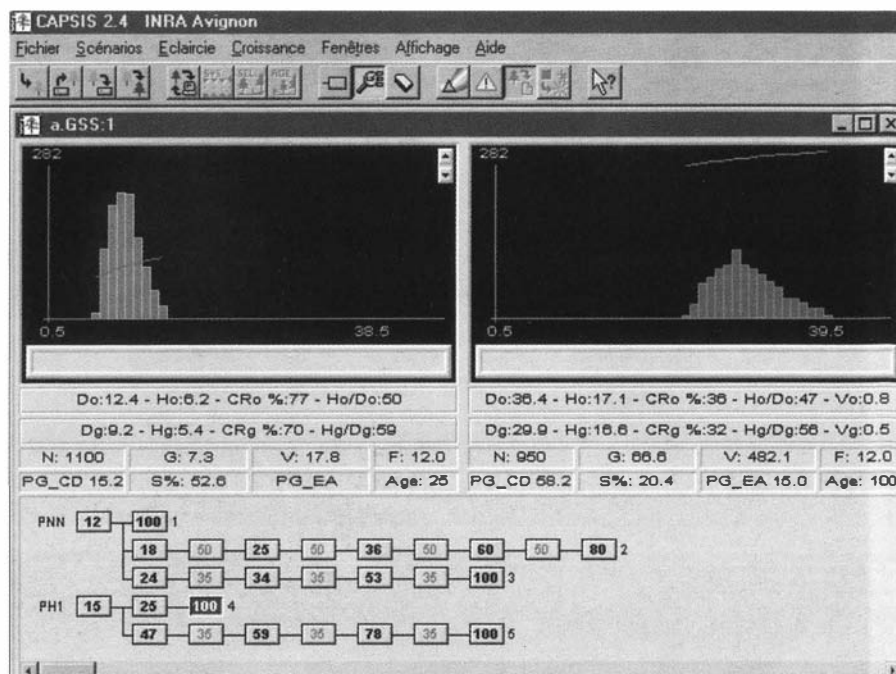 CAPSIS 2.4 INRA Avignon
Fichier Scénarios Eclaircie Croissance Fenêtres Affichage Aide
a.GSS:1
282
0.5 38.5
282
0.5 39.5
Do:12.4 - Ho:6.2 - CRo %:77 - Ho/Do:50
Dg:9.2 - Hg:5.4 - CRg %:70 - Hg/Dg:59
N: 1100 G: 7.3 V: 17.8 F: 12.0
PG_CD 15.2 S%: 52.6 PG_EA Age: 25
Do:36.4 - Ho:17.1 - CRo %:36 - Ho/Do:47 - Vo:0.8
Dg:29.9 - Hg:16.6 - CRg %:32 - Hg/Dg:56 - Vg:0.5
N: 950 G: 66.6 V: 482.1 F: 12.0
PG_CD 59.2 S%: 20.4 PG_EA 15.0 Age: 100
PNN 12 100 1
18 50 25 50 36 50 60 50 80 2
24 35 34 35 53 35 100 3
PH1 15 25 100 4
47 35 59 35 78 35 100 5